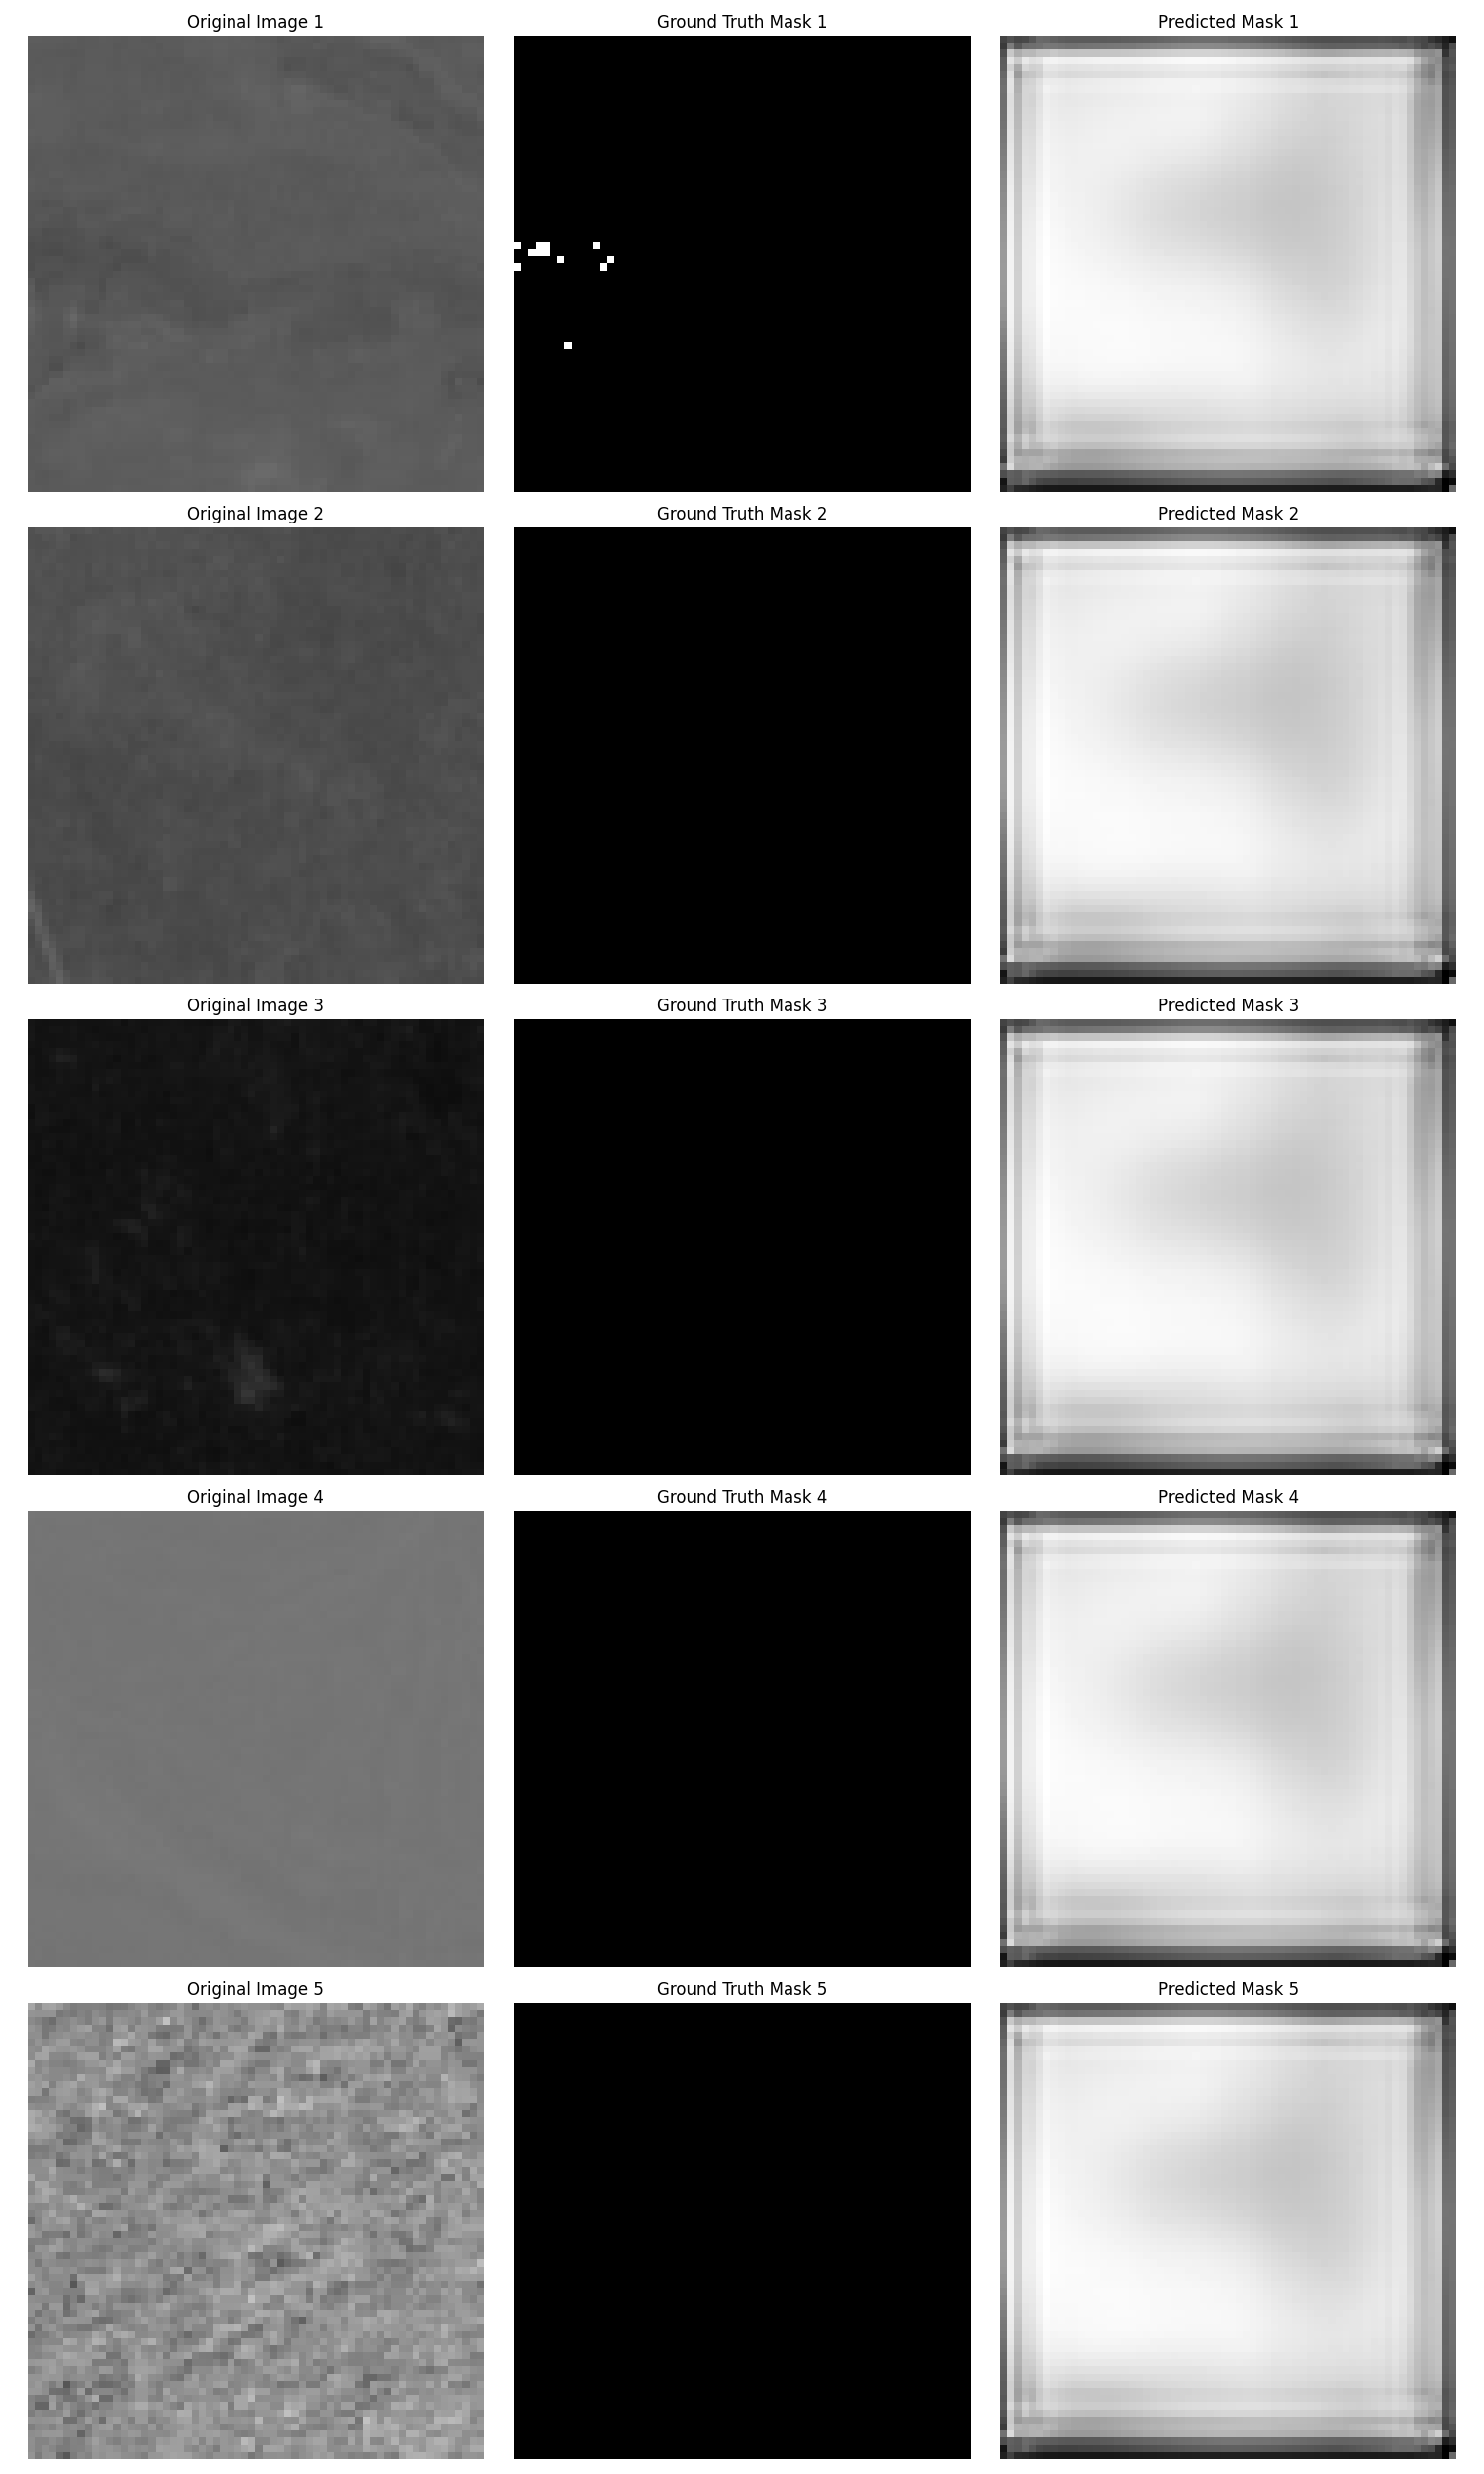 Original Image 1 Ground Truth Mask 1 Predicted Mask 1
Original Image 2 Ground Truth Mask 2 Predicted Mask 2
Original Image 3 Ground Truth Mask 3 Predicted Mask 3
Original Image 4 Ground Truth Mask 4 Predicted Mask 4
Original Image 5 Ground Truth Mask 5 Predicted Mask 5